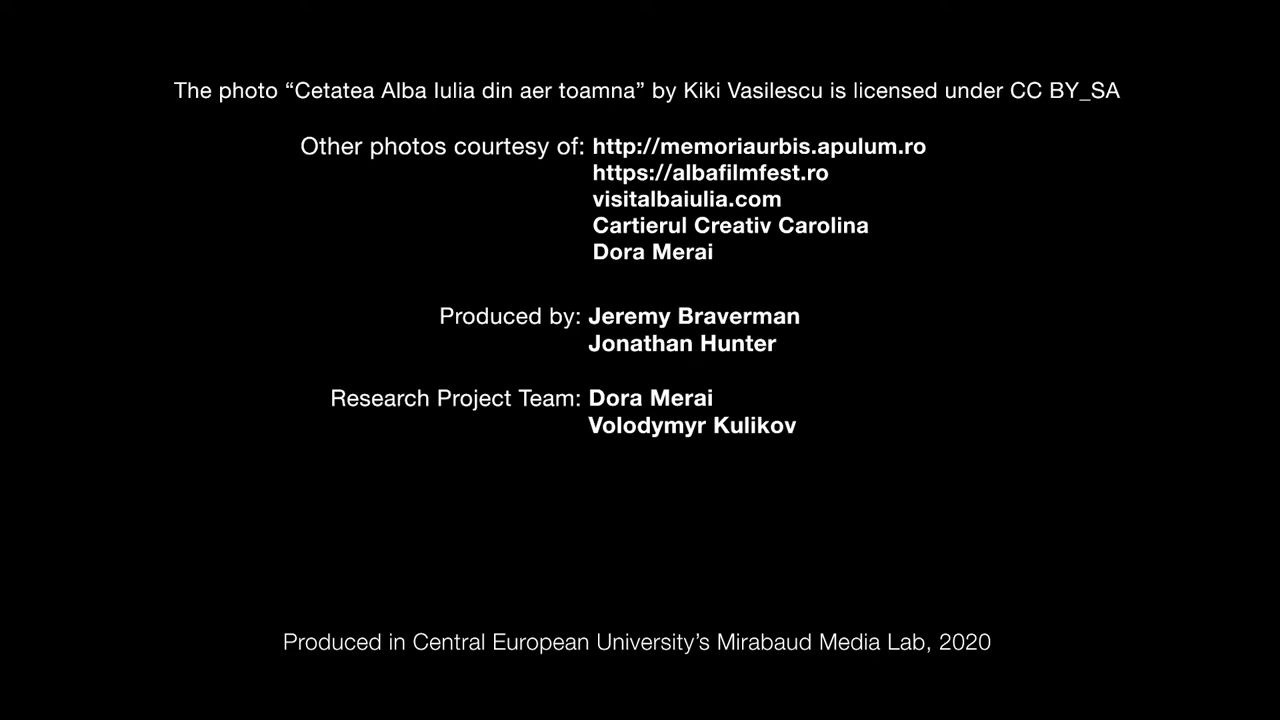 The photo “Cetatea Alba Iulia din aer toamna” by Kiki Vasilescu is licensed under CC BY_SA
Other photos courtesy of: http://memoriaurbis.apulum.ro
https://albafilmfest.ro
visitalbaiulia.com
Cartierul Creativ Carolina
Dora Merai
Produced by: Jeremy Braverman
Jonathan Hunter
Research Project Team: Dora Merai
Volodymyr Kulikov
Produced in Central European University’s Mirabaud Media Lab, 2020